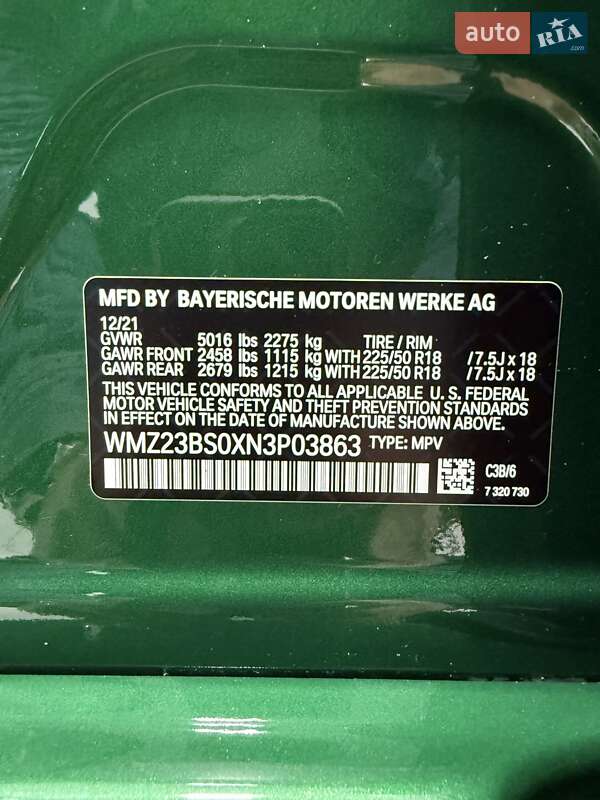 auto RIA.com
MFD BY BAYERISCHE MOTOREN WERKE AG
12/21
GVWR 5016 lbs 2275 kg TIRE / RIM
GAWR FRONT 2458 lbs 1115 kg WITH 225/50 R18 /7.5J x 18
GAWR REAR 2679 lbs 1215 kg WITH 225/50 R18 /7.5J x 18
THIS VEHICLE CONFORMS TO ALL APPLICABLE U. S. FEDERAL
MOTOR VEHICLE SAFETY AND THEFT PREVENTION STANDARDS
IN EFFECT ON THE DATE OF MANUFACTURE SHOWN ABOVE.
WMZ23BS0XN3P03863 TYPE: MPV
C3B/6
7 320 730